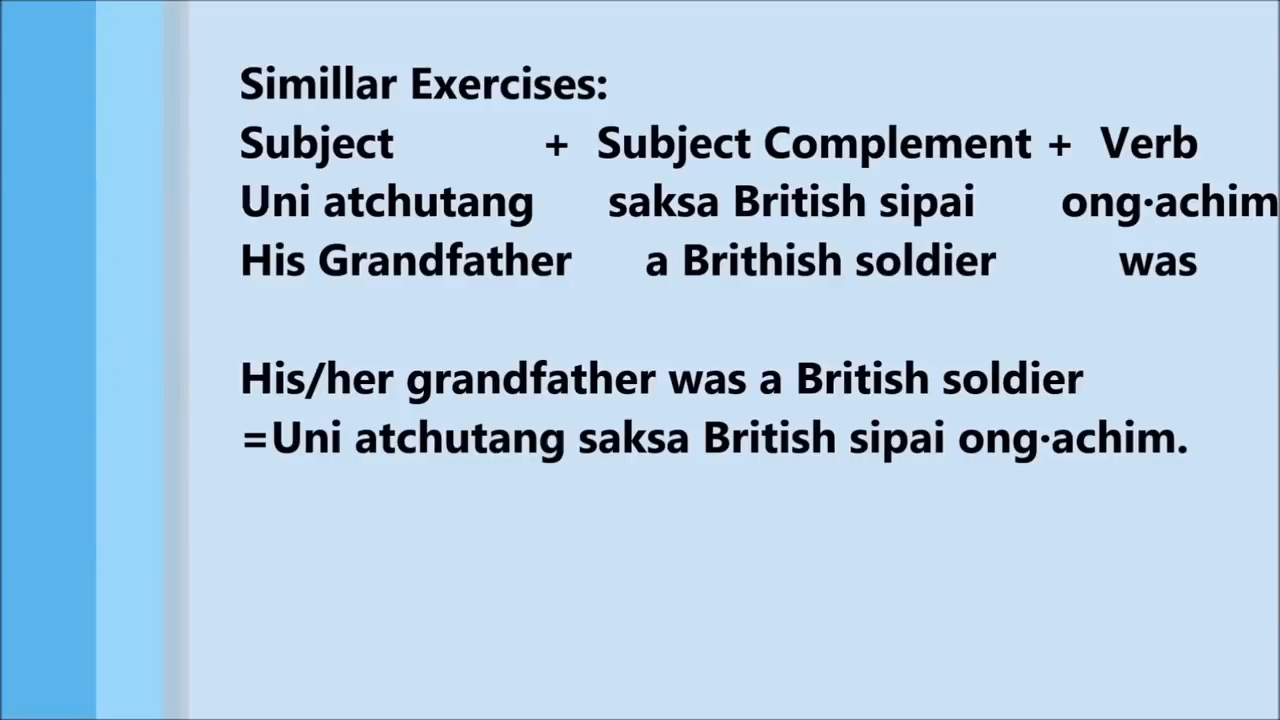 Simillar Exercises:
Subject + Subject Complement + Verb
Uni atchutang saksa British sipai ong·achim
His Grandfather a Brithish soldier was
His/her grandfather was a British soldier
=Uni atchutang saksa British sipai ong·achim.